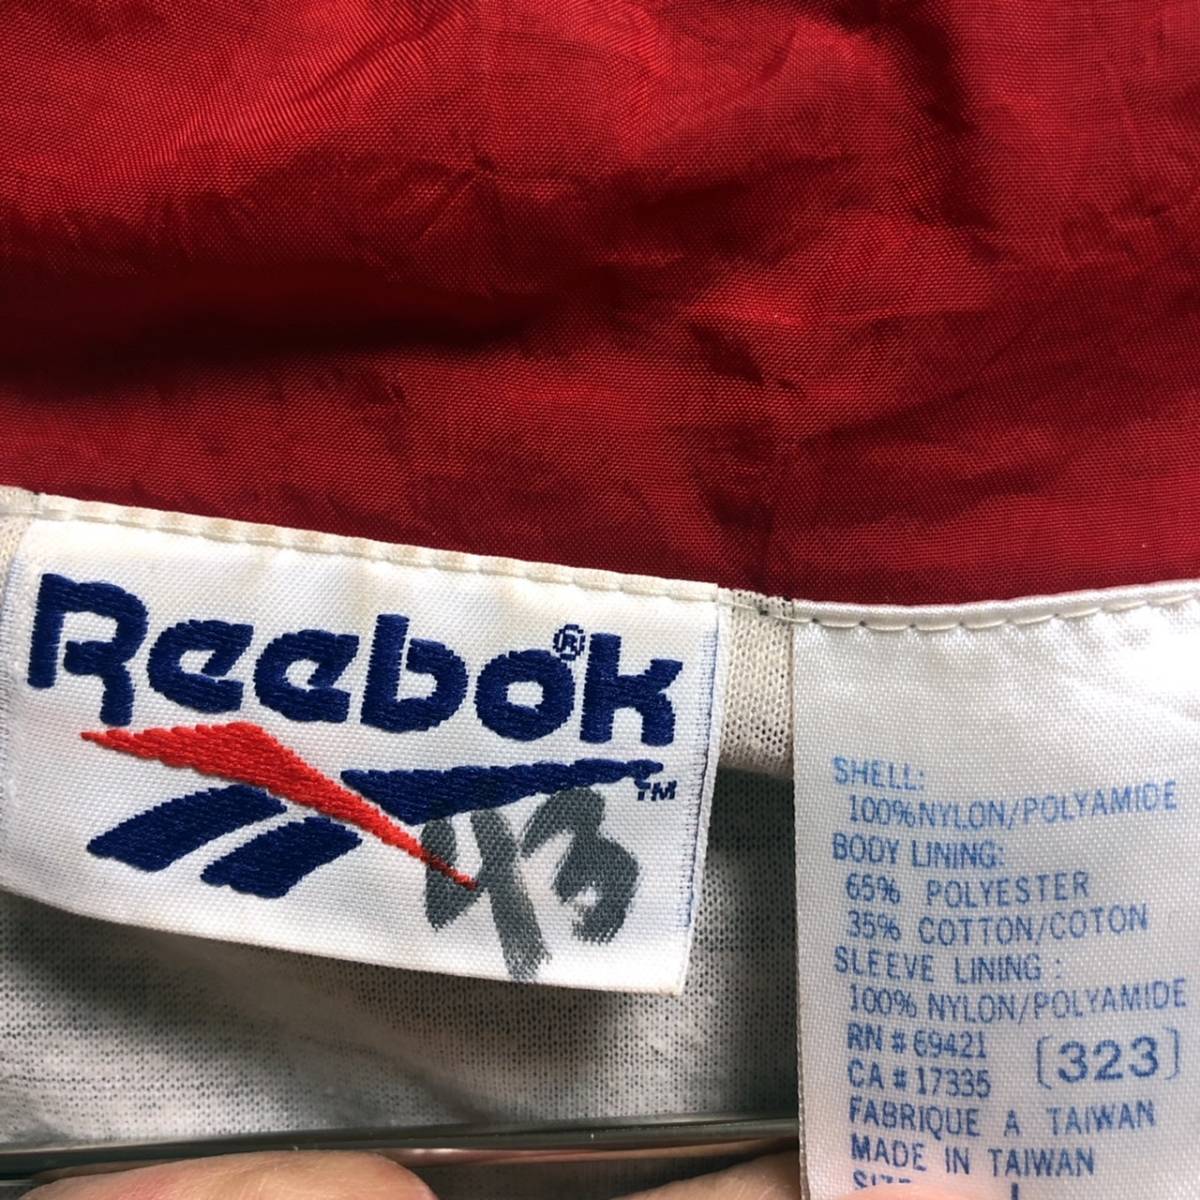 Reebok®
™
43
SHELL:
100%NYLON/POLYAMIDE
BODY LINING:
65% POLYESTER
35% COTTON/COTON
SLEEVE LINING :
100% NYLON/POLYAMIDE
RN # 69421
CA # 17335 [323]
FABRIQUE A TAIWAN
MADE IN TAIWAN